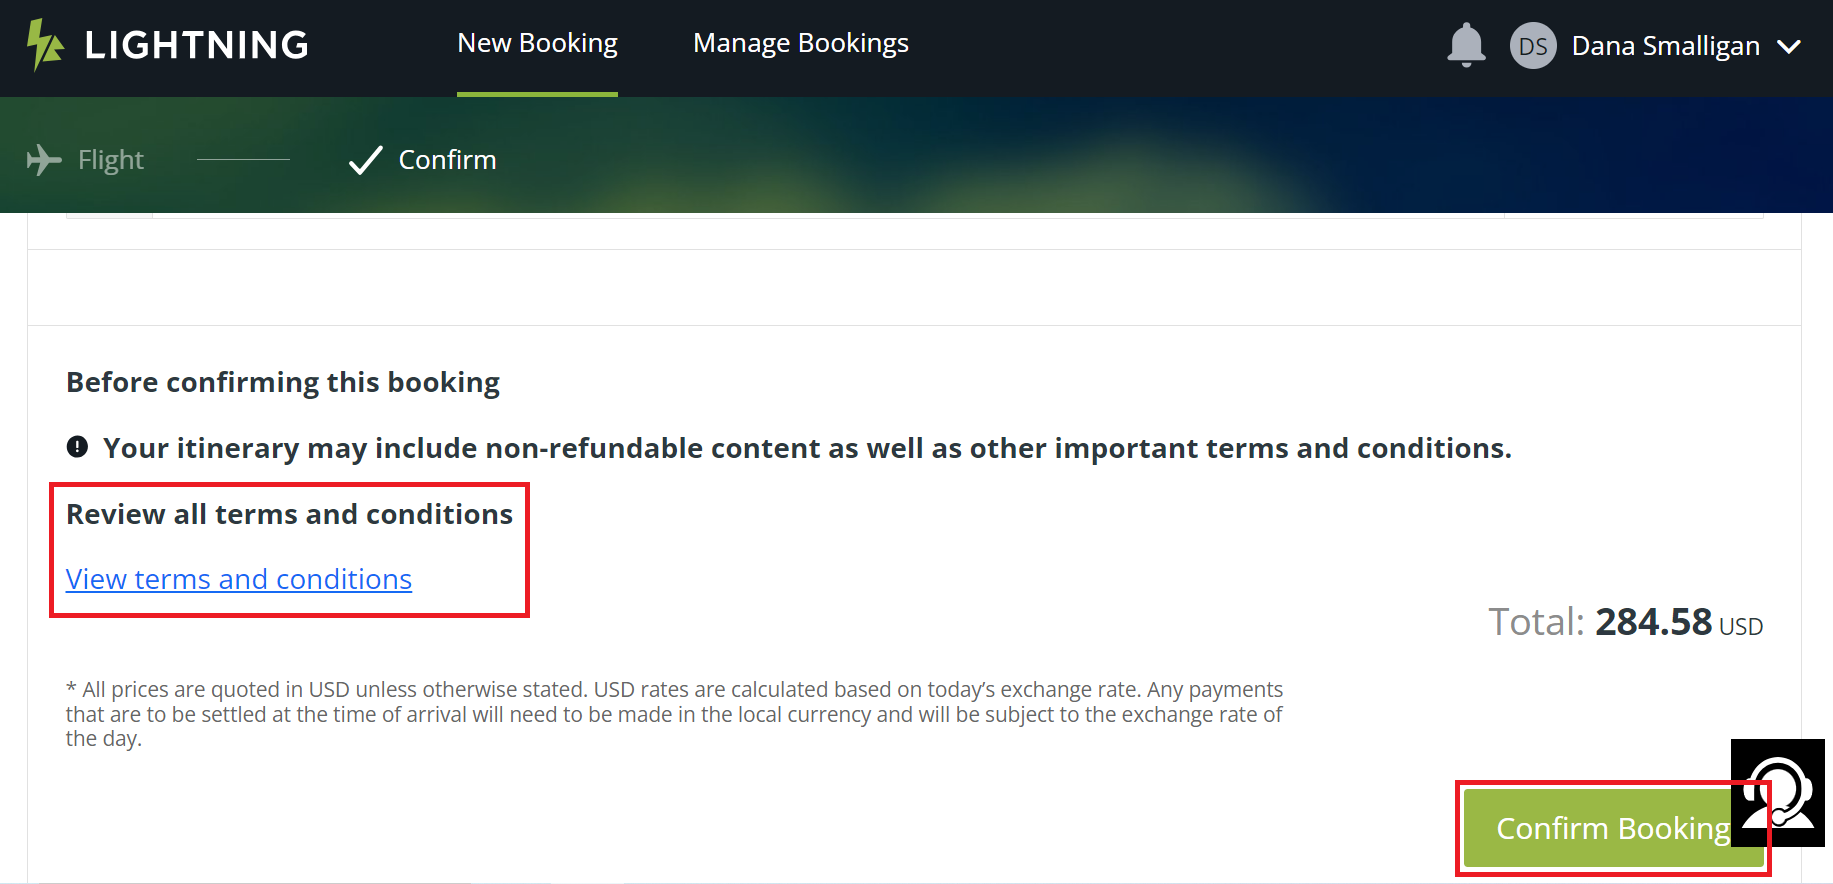 LIGHTNING
New Booking
Manage Bookings
DS
Dana Smalligan
Flight
Confirm
Before confirming this booking
! Your itinerary may include non-refundable content as well as other important terms and conditions.
Review all terms and conditions
View terms and conditions
Total: 284.58 USD
* All prices are quoted in USD unless otherwise stated. USD rates are calculated based on today’s exchange rate. Any payments
that are to be settled at the time of arrival will need to be made in the local currency and will be subject to the exchange rate of
the day.
Confirm Booking